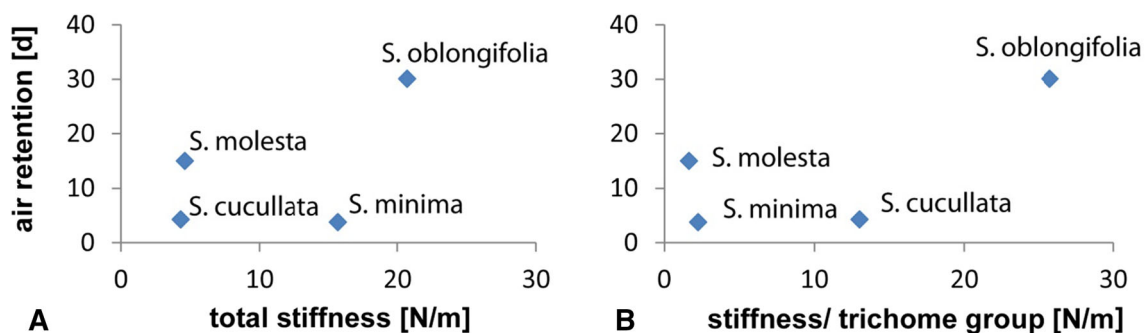 air retention [d]
40
30
20
10
0
0 10 20 30
S. oblongifolia
S. molesta
S. cucullata
S. minima
A
total stiffness [N/m]
40
30
20
10
0
0 10 20 30
S. oblongifolia
S. molesta
S. minima
S. cucullata
B
stiffness/ trichome group [N/m]